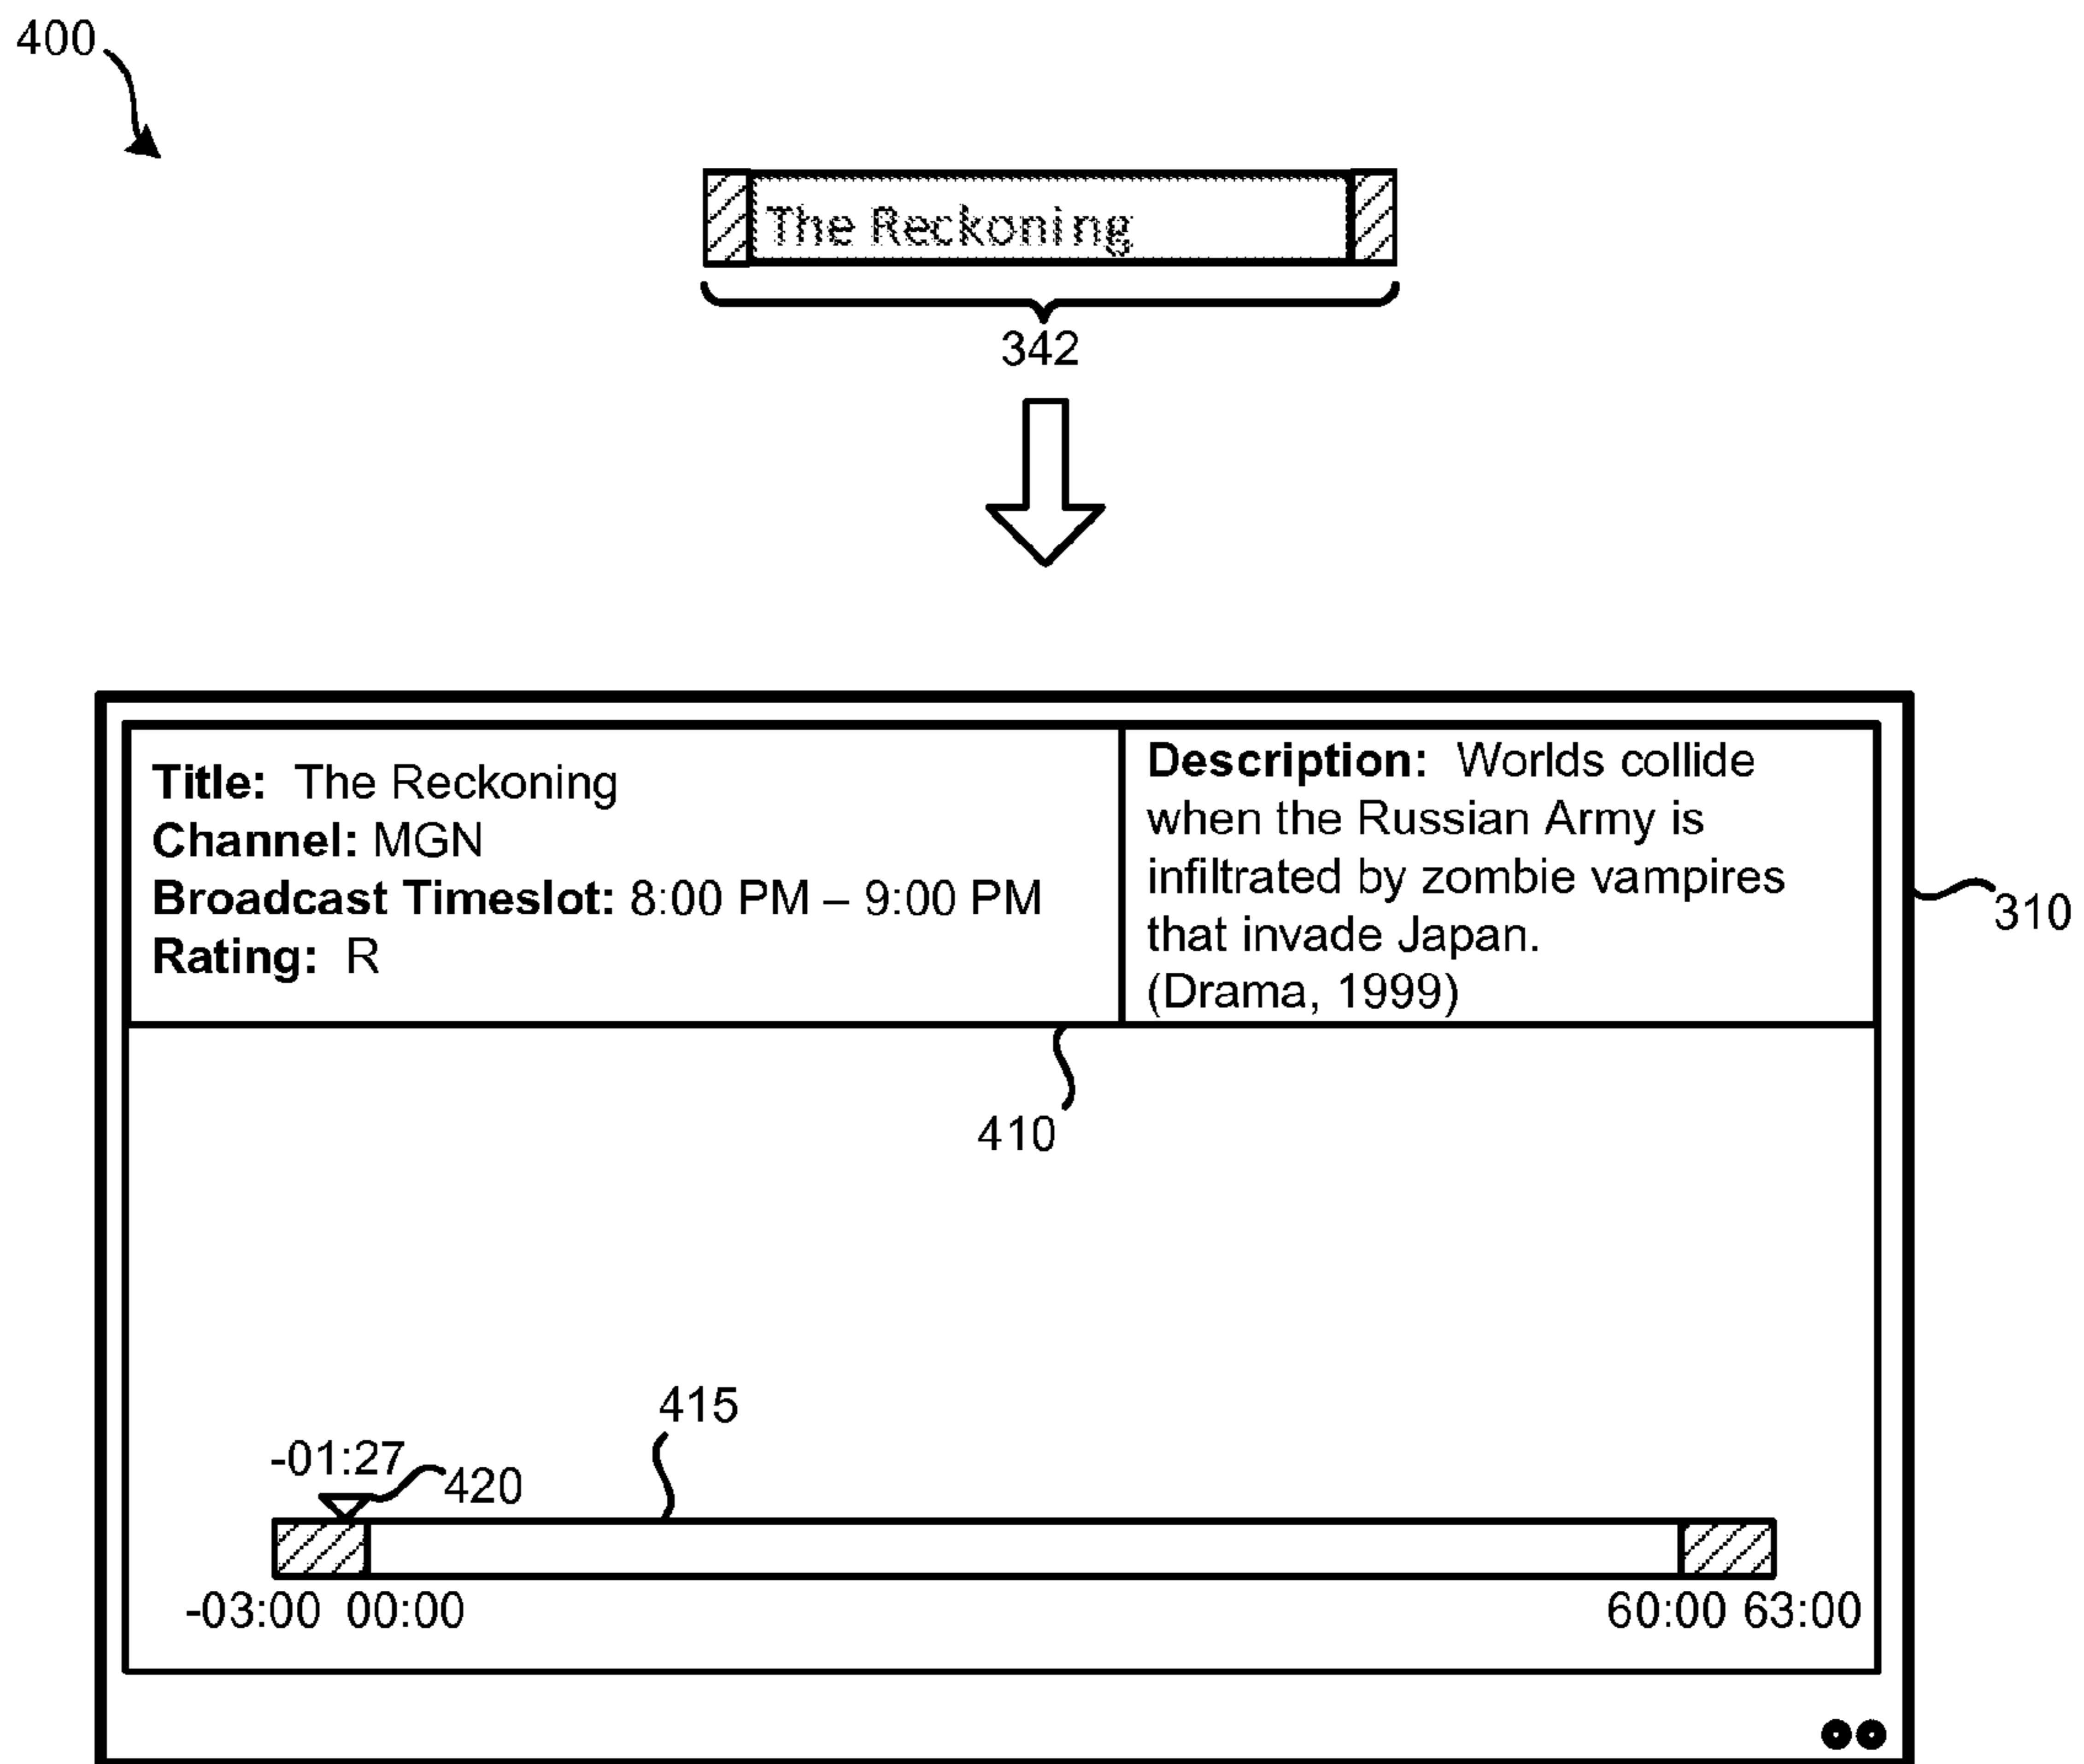 400
The Reckoning
342
Title: The Reckoning
Channel: MGN
Broadcast Timeslot: 8:00 PM – 9:00 PM
Rating: R
Description: Worlds collide
when the Russian Army is
infiltrated by zombie vampires
that invade Japan.
(Drama, 1999)
310
410
415
-01:27
420
-03:00 00:00
60:00 63:00